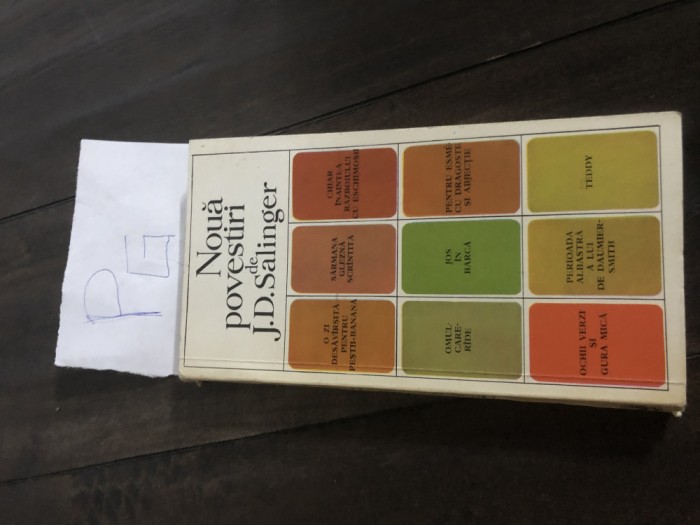 P
Nouă
povestiri
de
J.D.Salinger
O ZI
DESĂVÎRȘITĂ
PENTRU
PEȘTII-BANANĂ
SĂRMANA
GLEZNĂ
SCRÎNTITĂ
CHIAR
ÎNAINTEA
RĂZBOIULUI
CU ESCHIMOȘII
OMUL-
CARE-
RÎDE
JOS
ÎN
BARCĂ
PENTRU ESMÉ
CU DRAGOSTE
ȘI ABJECȚIE
OCHII VERZI
ȘI
GURA MICĂ
PERIOADA
ALBASTRĂ
A LUI
DE DAUMIER-
SMITH
TEDDY